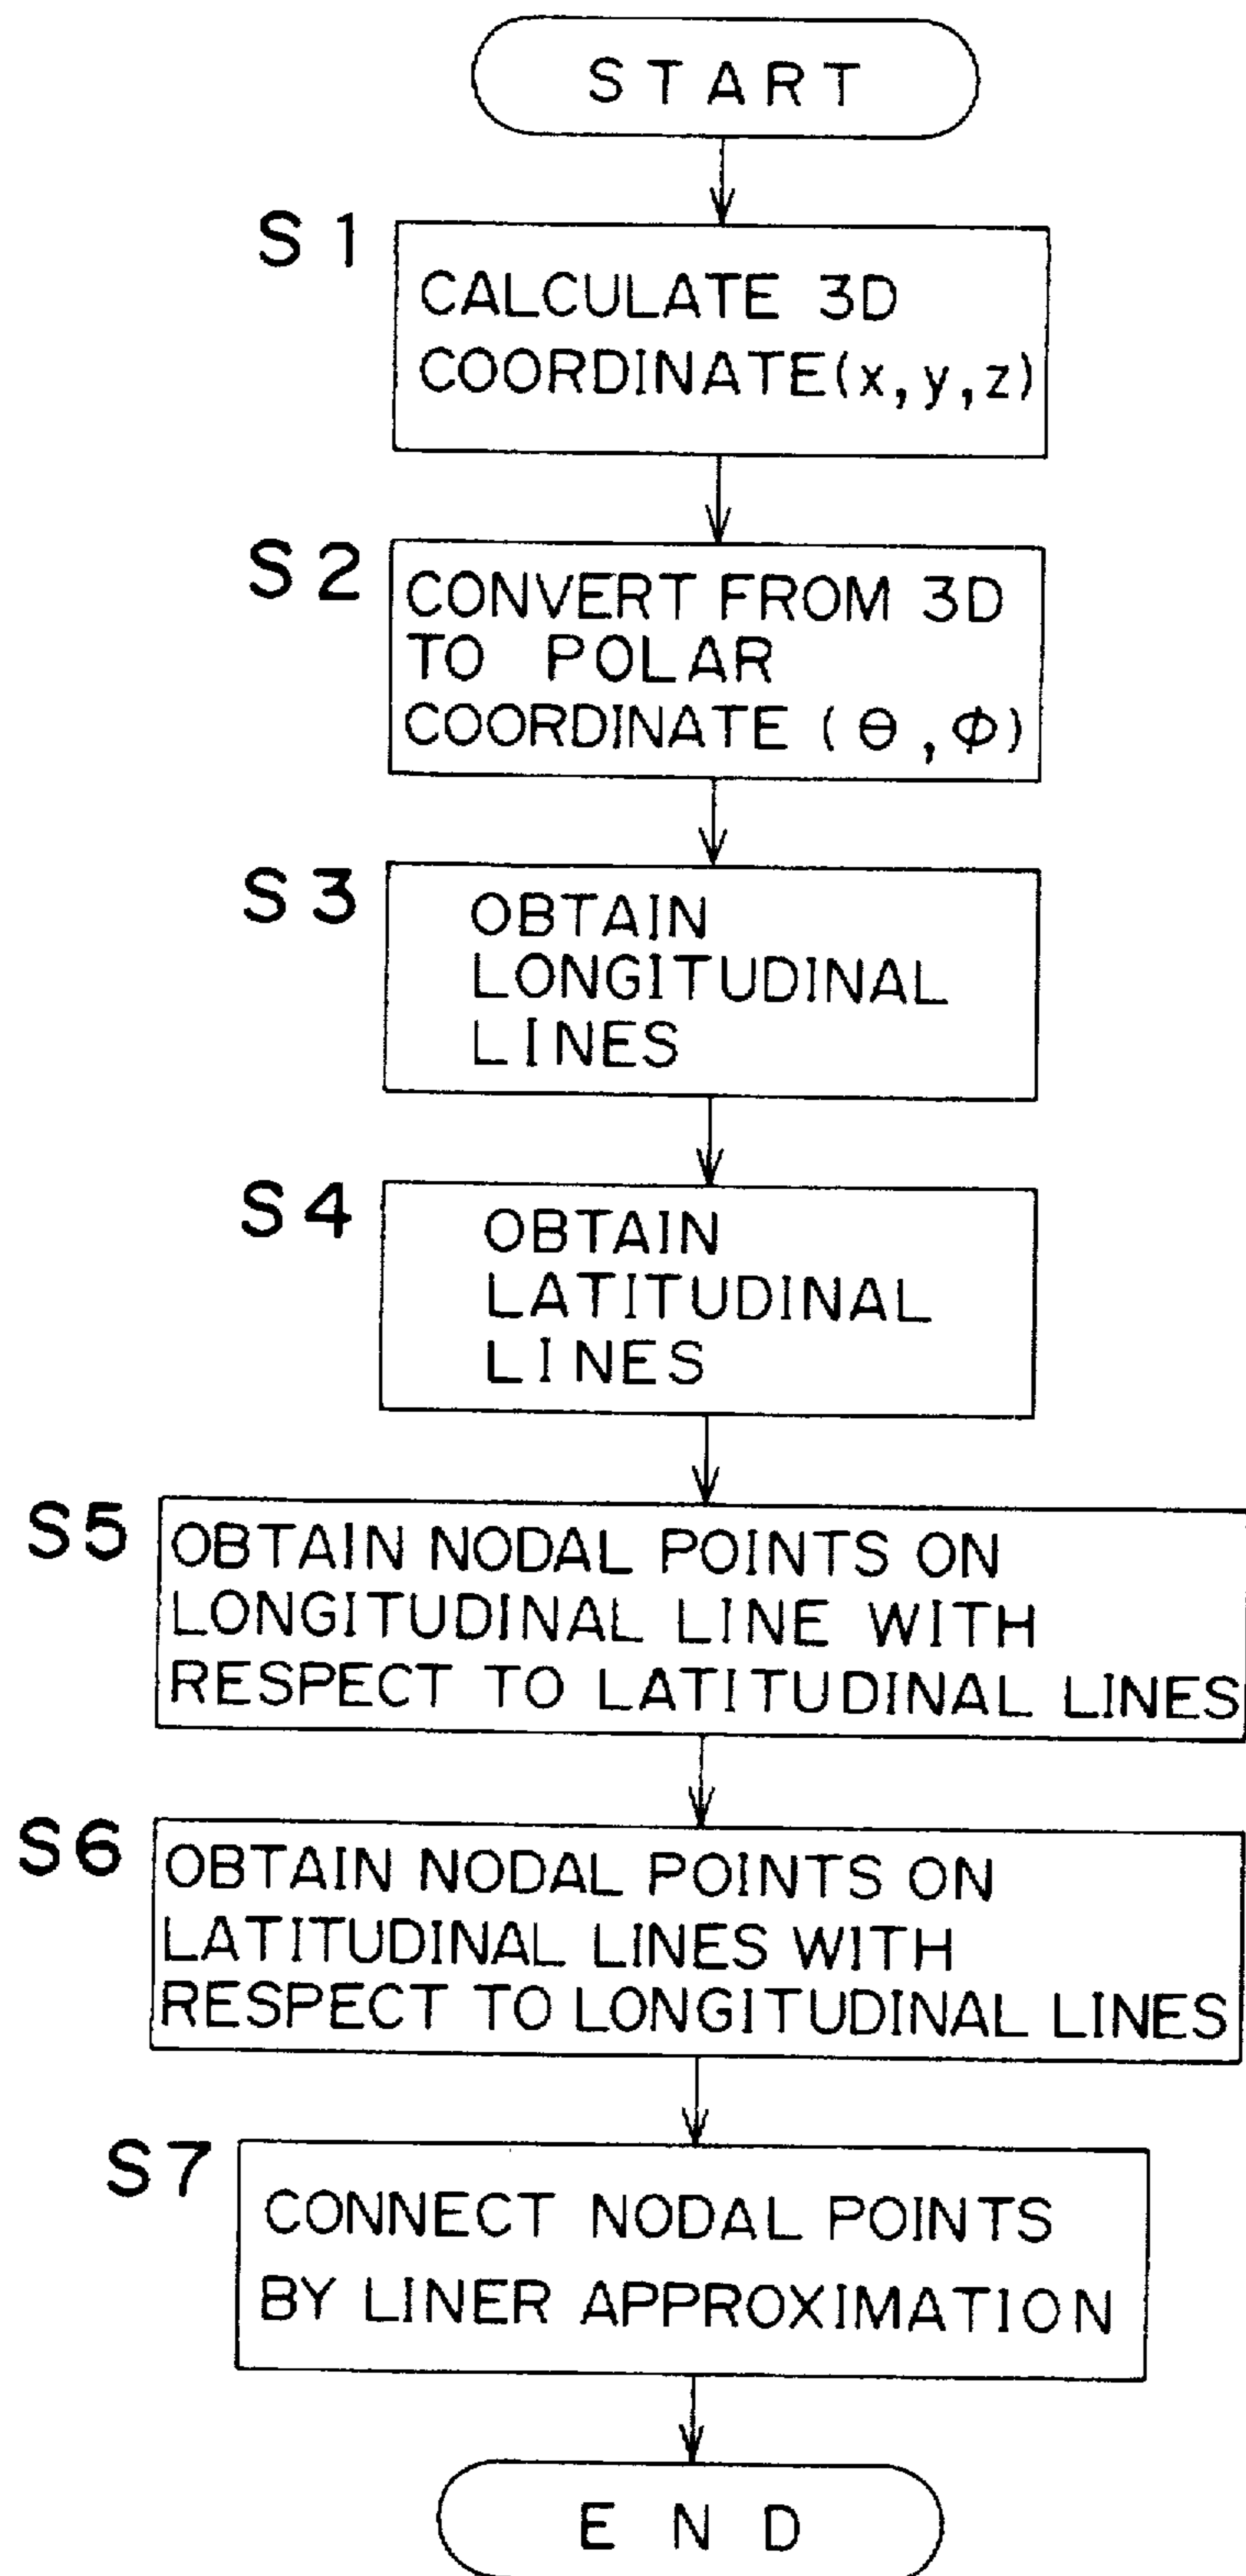 START
S1
CALCULATE 3D
COORDINATE(x,y,z)
S2
CONVERT FROM 3D
TO POLAR
COORDINATE (θ,Φ)
S3
OBTAIN
LONGITUDINAL
LINES
S4
OBTAIN
LATITUDINAL
LINES
S5
OBTAIN NODAL POINTS ON
LONGITUDINAL LINE WITH
RESPECT TO LATITUDINAL LINES
S6
OBTAIN NODAL POINTS ON
LATITUDINAL LINES WITH
RESPECT TO LONGITUDINAL LINES
S7
CONNECT NODAL POINTS
BY LINER APPROXIMATION
END